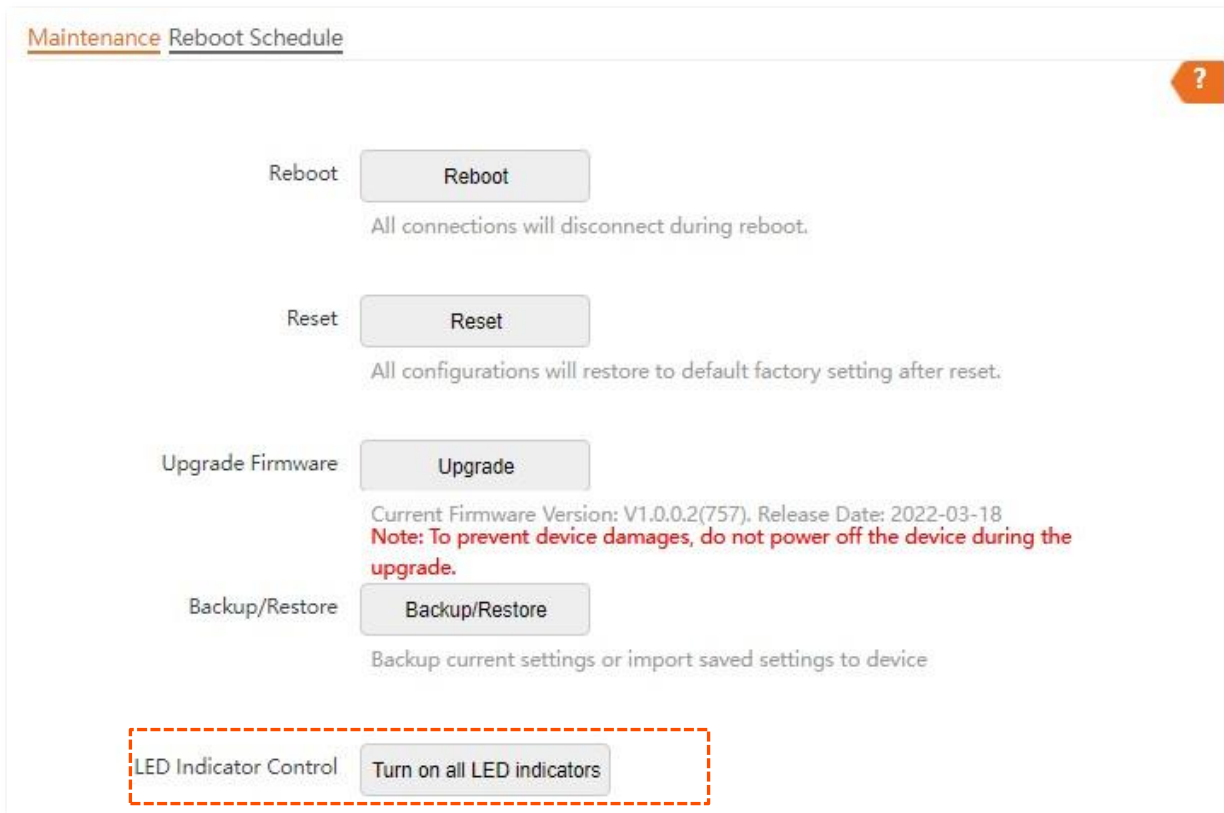 Maintenance Reboot Schedule
?
Reboot Reboot
All connections will disconnect during reboot.
Reset Reset
All configurations will restore to default factory setting after reset.
Upgrade Firmware Upgrade
Current Firmware Version: V1.0.0.2(757). Release Date: 2022-03-18
Note: To prevent device damages, do not power off the device during the
upgrade.
Backup/Restore Backup/Restore
Backup current settings or import saved settings to device
LED Indicator Control Turn on all LED indicators